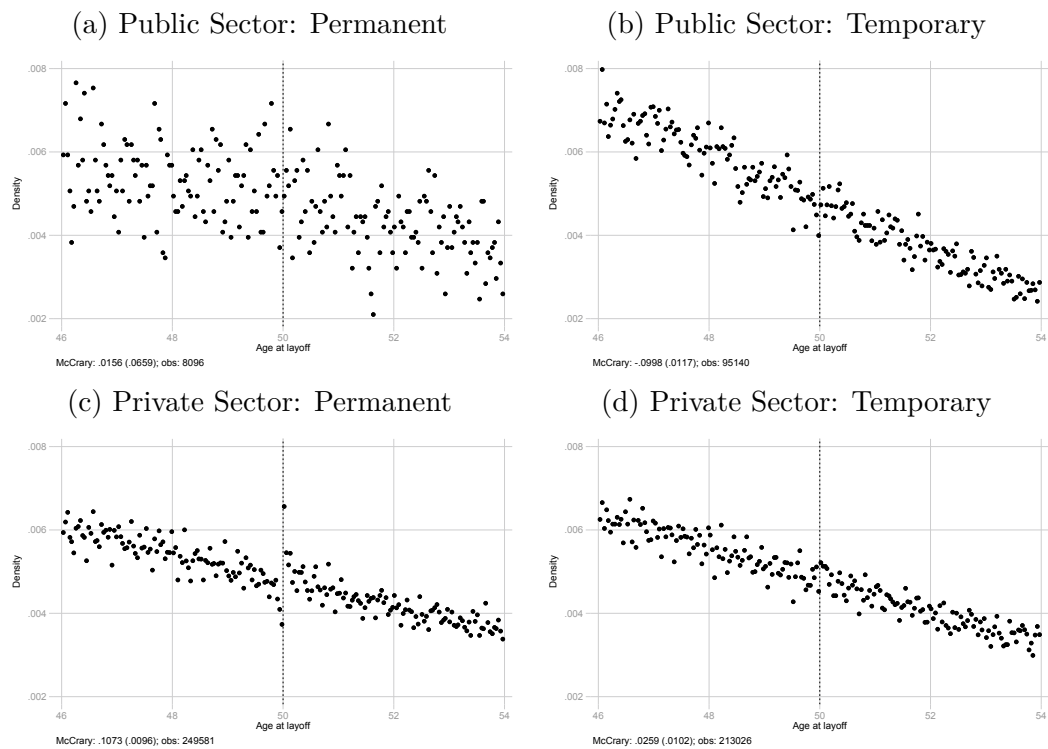 (a) Public Sector: Permanent
.008
.006
.004
.002
Density
46 48 50 52 54
Age at layoff
McCrary: .0156 (.0659); obs: 8096
(b) Public Sector: Temporary
.008
.006
.004
.002
Density
46 48 50 52 54
Age at layoff
McCrary: -.0998 (.0117); obs: 95140
(c) Private Sector: Permanent
.008
.006
.004
.002
Density
46 48 50 52 54
Age at layoff
McCrary: .1073 (.0096); obs: 249581
(d) Private Sector: Temporary
.008
.006
.004
.002
Density
46 48 50 52 54
Age at layoff
McCrary: .0259 (.0102); obs: 213026